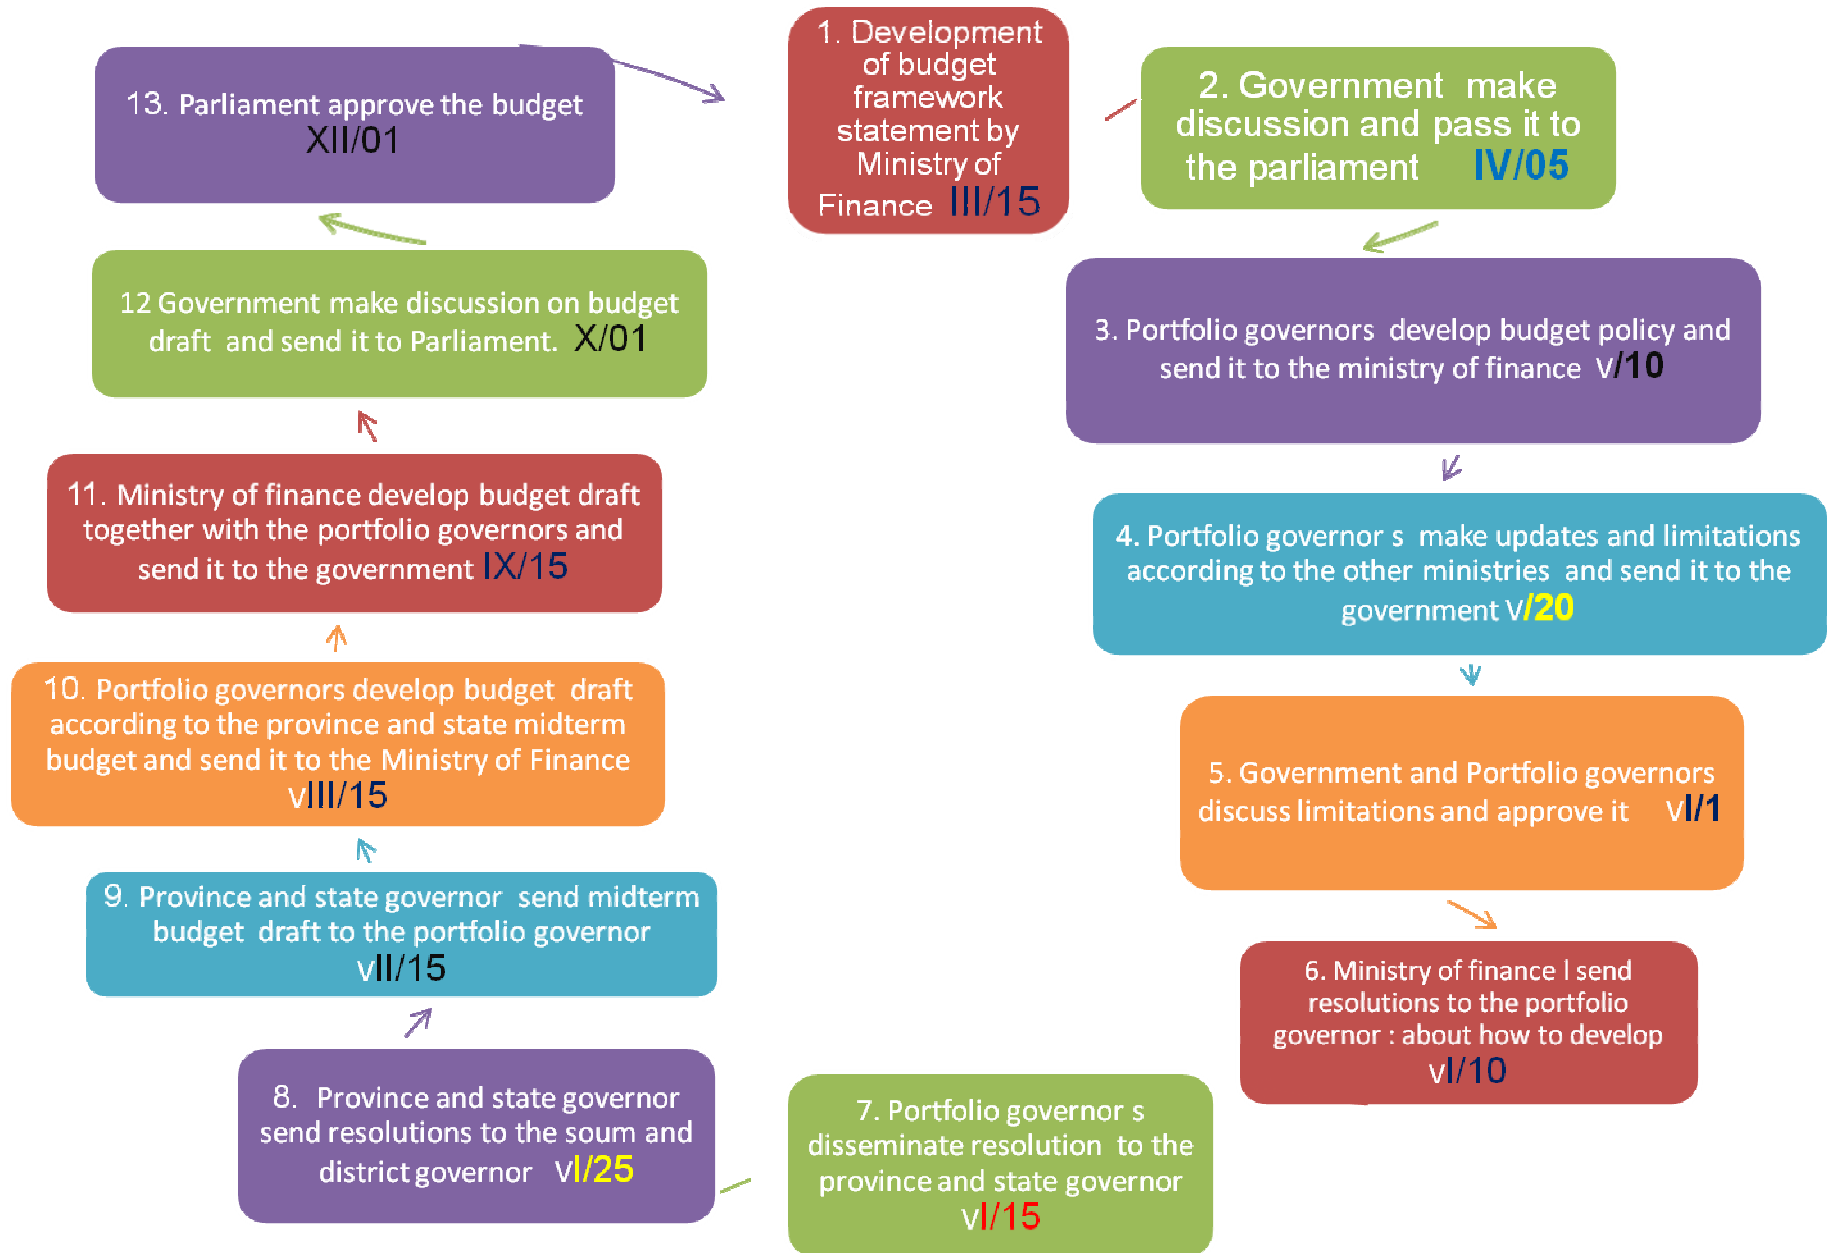 1. Development
of budget
framework
statement by
Ministry of
Finance III/15
2. Government make
discussion and pass it to
the parliament IV/05
3. Portfolio governors develop budget policy and
send it to the ministry of finance V/10
4. Portfolio governor s make updates and limitations
according to the other ministries and send it to the
government V/20
5. Government and Portfolio governors
discuss limitations and approve it VI/1
6. Ministry of finance l send
resolutions to the portfolio
governor : about how to develop
VI/10
7. Portfolio governor s
disseminate resolution to the
province and state governor
VI/15
8. Province and state governor
send resolutions to the soum and
district governor VI/25
9. Province and state governor send midterm
budget draft to the portfolio governor
VII/15
10. Portfolio governors develop budget draft
according to the province and state midterm
budget and send it to the Ministry of Finance
VIII/15
11. Ministry of finance develop budget draft
together with the portfolio governors and
send it to the government IX/15
12 Government make discussion on budget
draft and send it to Parliament. X/01
13. Parliament approve the budget
XII/01